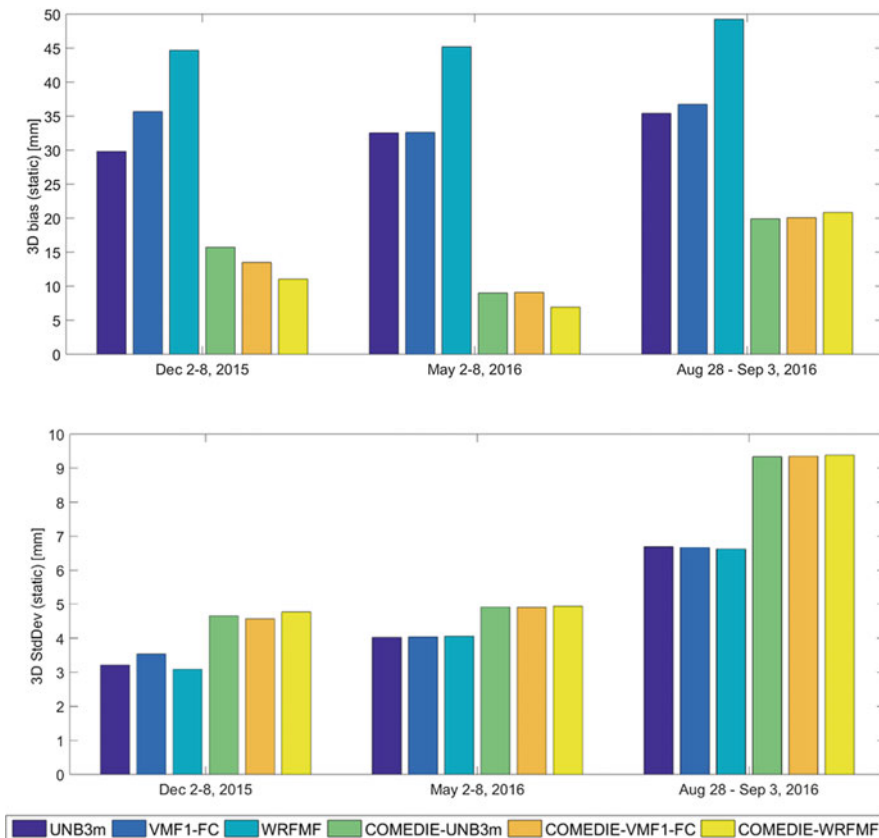 50
45
40
35
30
25
20
15
10
5
0
3D bias (static) [mm]
Dec 2-8, 2015
May 2-8, 2016
Aug 28 - Sep 3, 2016
10
9
8
7
6
5
4
3
2
1
0
3D StdDev (static) [mm]
Dec 2-8, 2015
May 2-8, 2016
Aug 28 - Sep 3, 2016
UNB3m VMF1-FC WRFMF COMEDIE-UNB3m COMEDIE-VMF1-FC COMEDIE-WRFMF